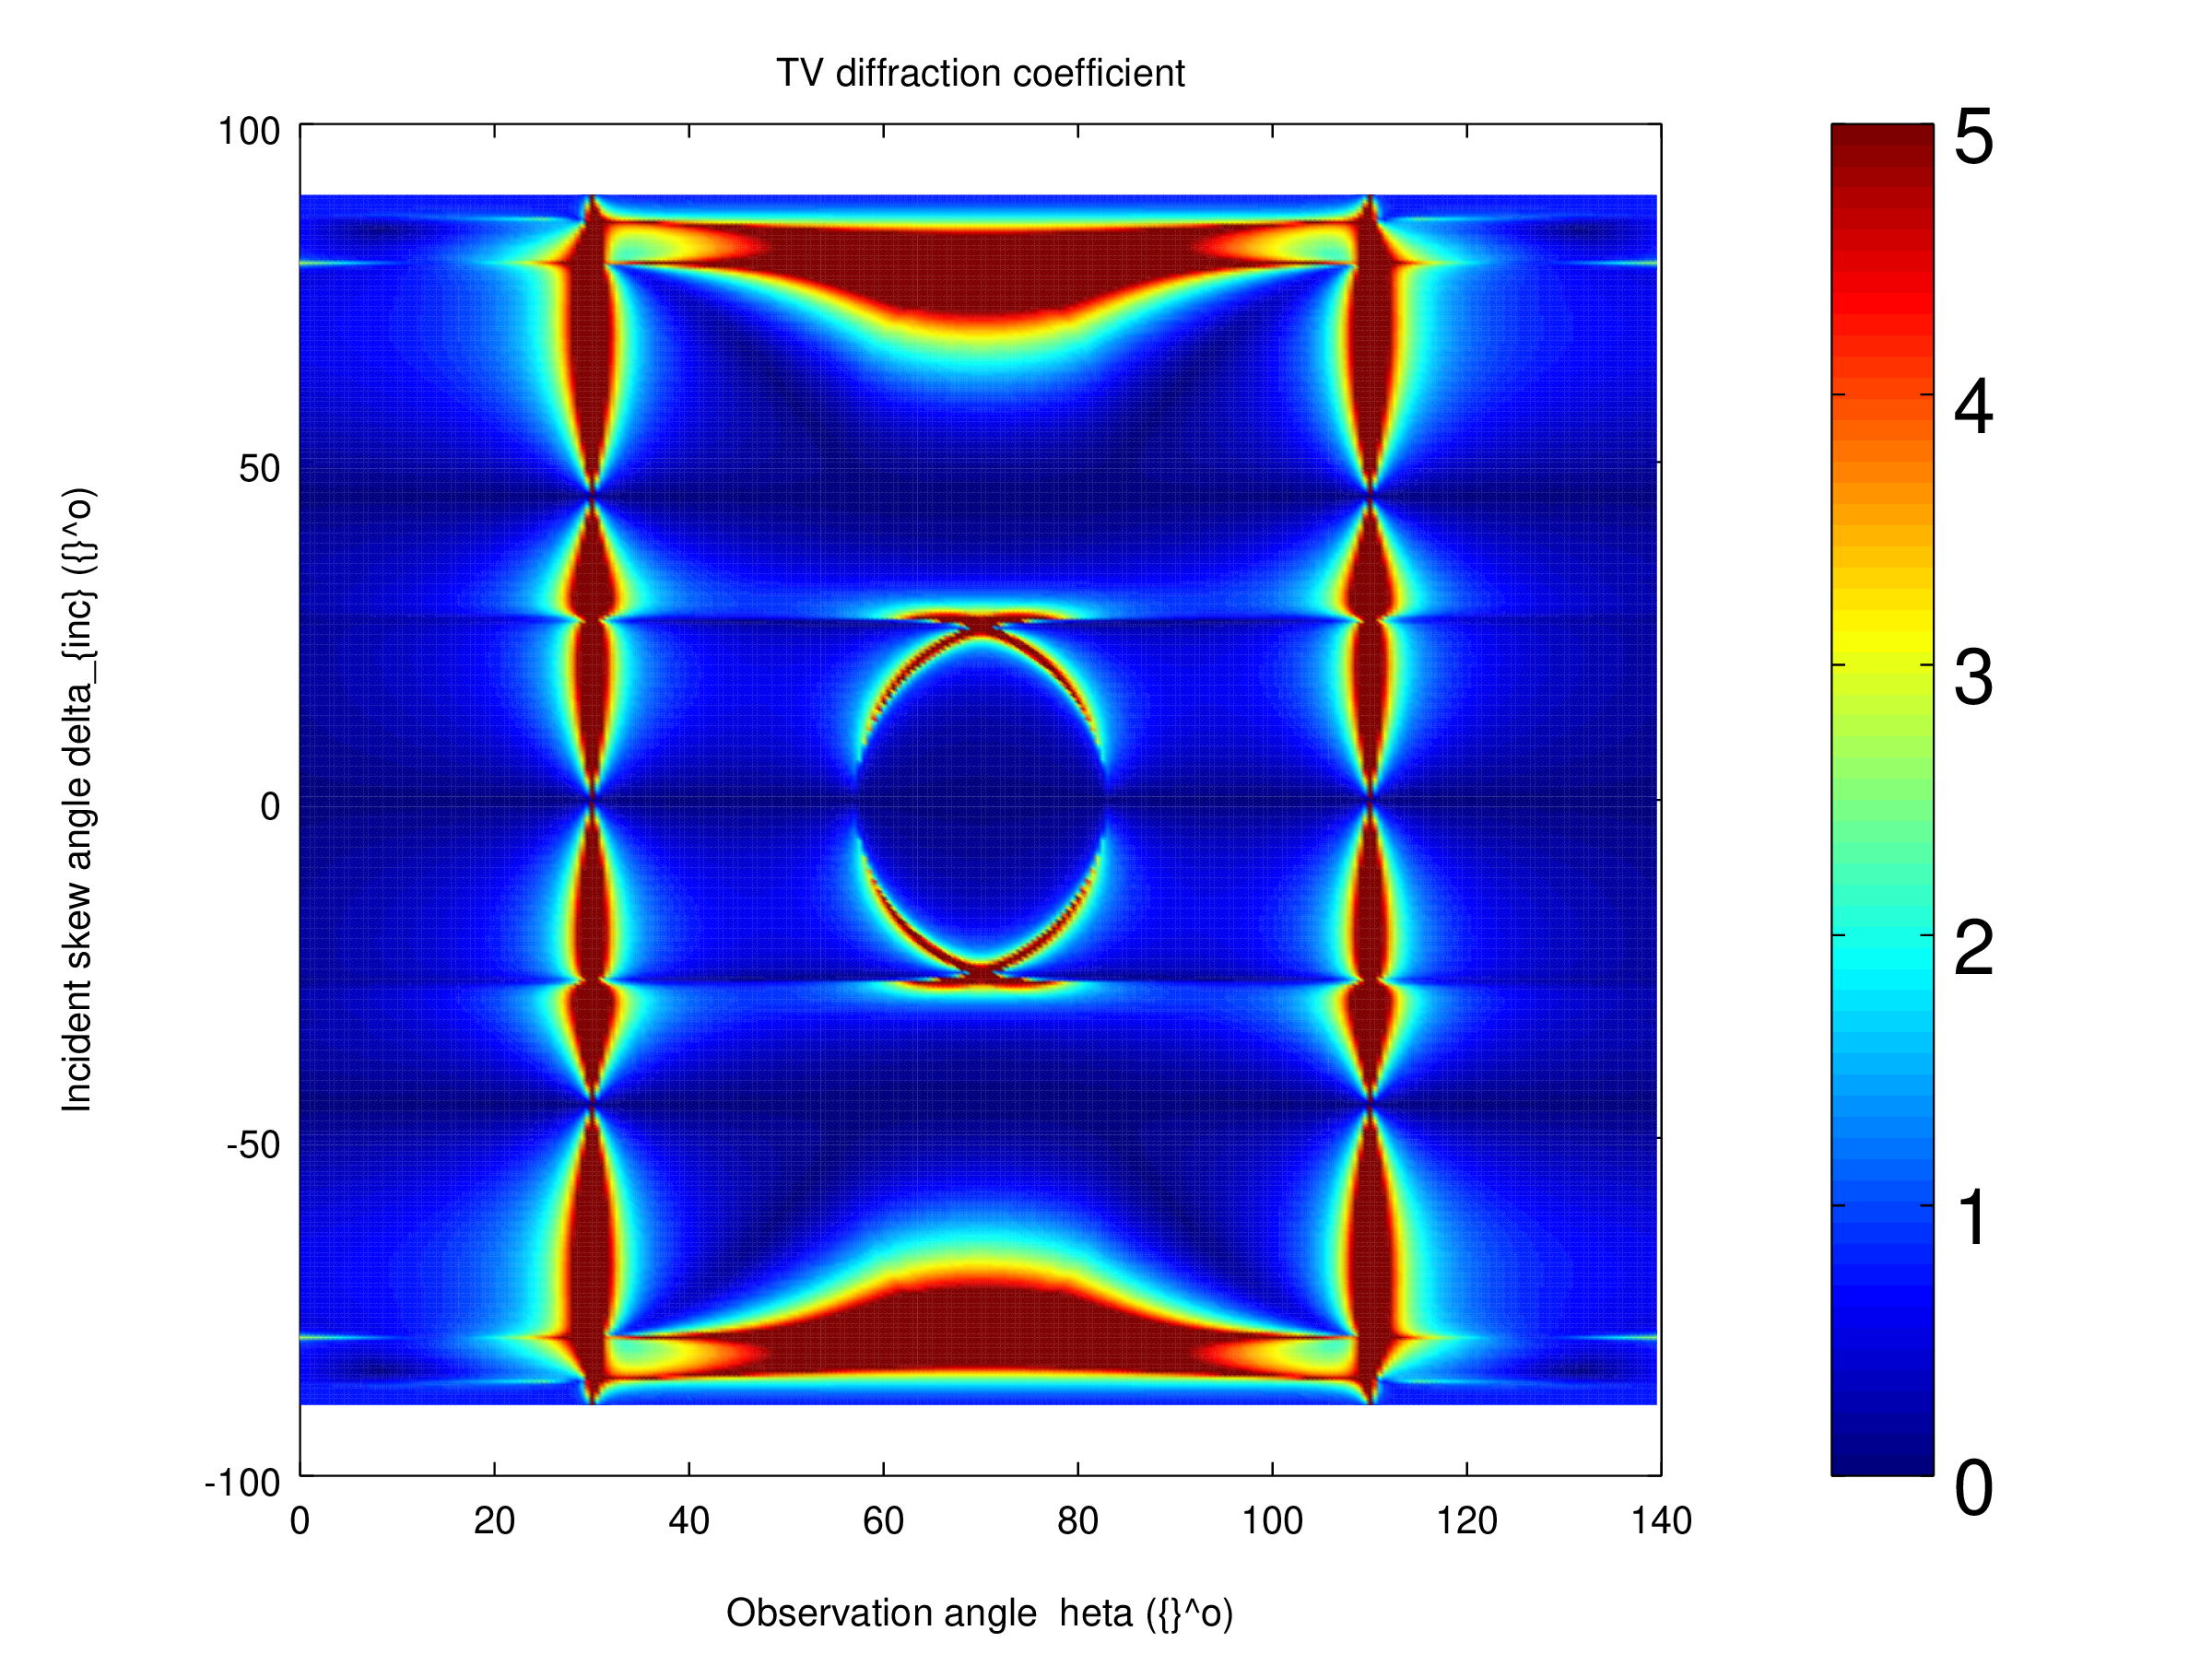 TV diffraction coefficient
100
50
0
-50
-100
Incident skew angle delta_{inc} ({}^o)
0 20 40 60 80 100 120 140
Observation angle  heta ({}^o)
5
4
3
2
1
0